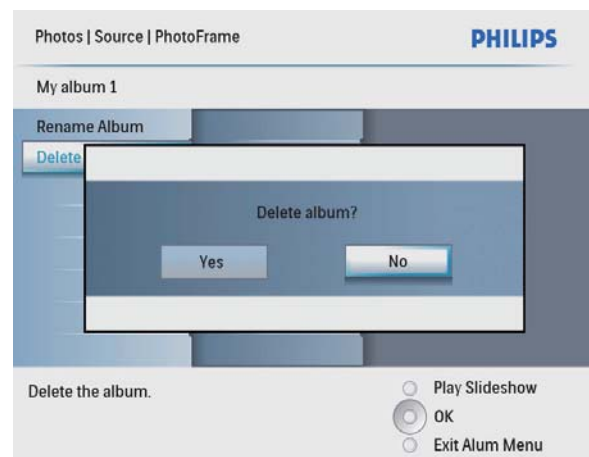 Photos | Source | PhotoFrame
PHILIPS
My album 1
Rename Album
Delete
Delete album?
Yes
No
Delete the album.
Play Slideshow
OK
Exit Alum Menu